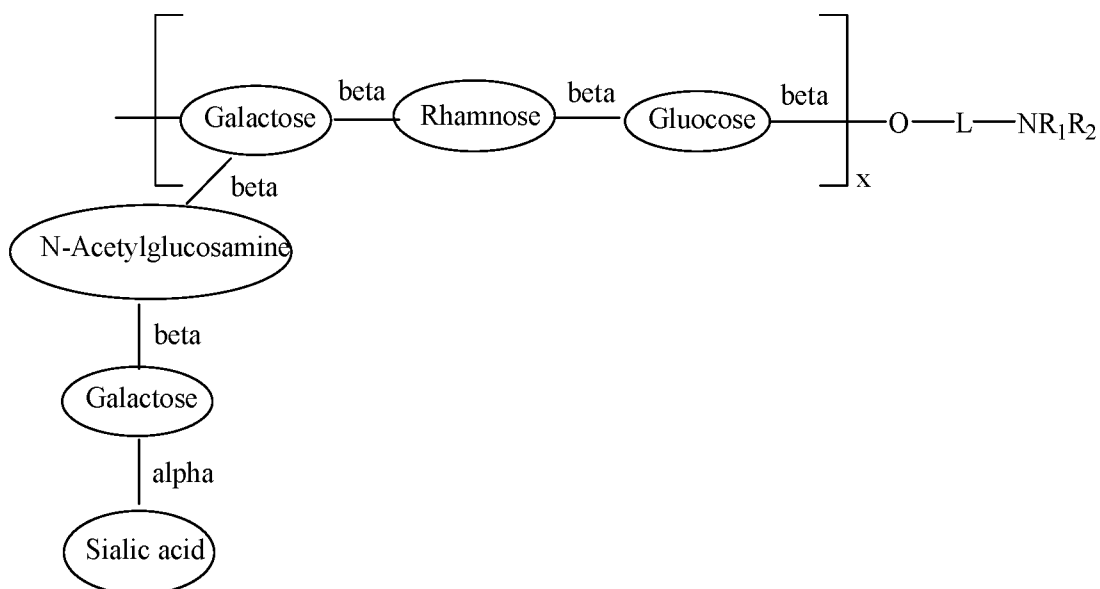 beta beta beta
Galactose Rhamnose Gluocose O L NR₁R₂
x
beta
N-Acetylglucosamine
beta
Galactose
alpha
Sialic acid